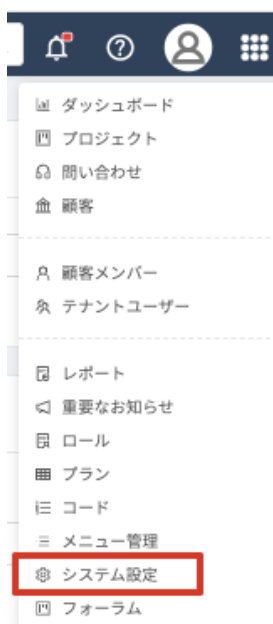 ダッシュボード
プロジェクト
問い合わせ
顧客
顧客メンバー
テナントユーザー
レポート
重要なお知らせ
ロール
プラン
コード
メニュー管理
システム設定
フォーラム